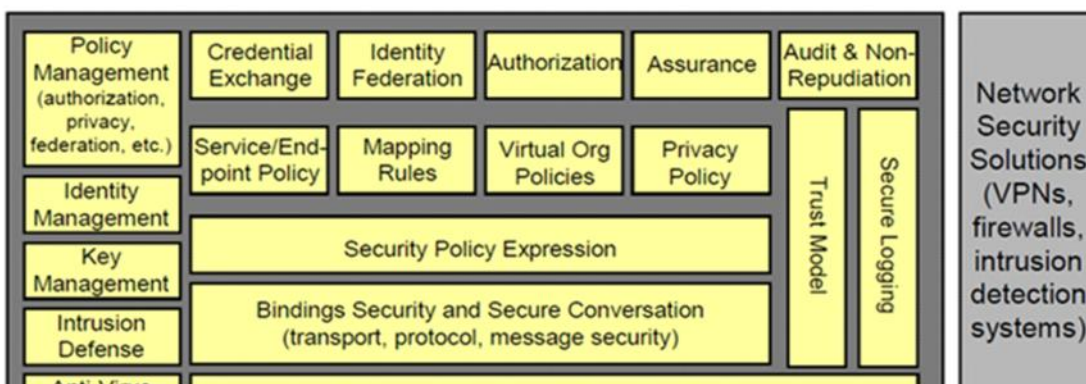 Policy
Management
(authorization,
privacy,
federation, etc.)
Credential
Exchange
Identity
Federation
Authorization
Assurance
Audit & Non-
Repudiation
Service/End-
point Policy
Mapping
Rules
Virtual Org
Policies
Privacy
Policy
Identity
Management
Key
Management
Intrusion
Defense
Security Policy Expression
Bindings Security and Secure Conversation
(transport, protocol, message security)
Trust Model
Secure Logging
Network
Security
Solutions
(VPNs,
firewalls,
intrusion
detection
systems)